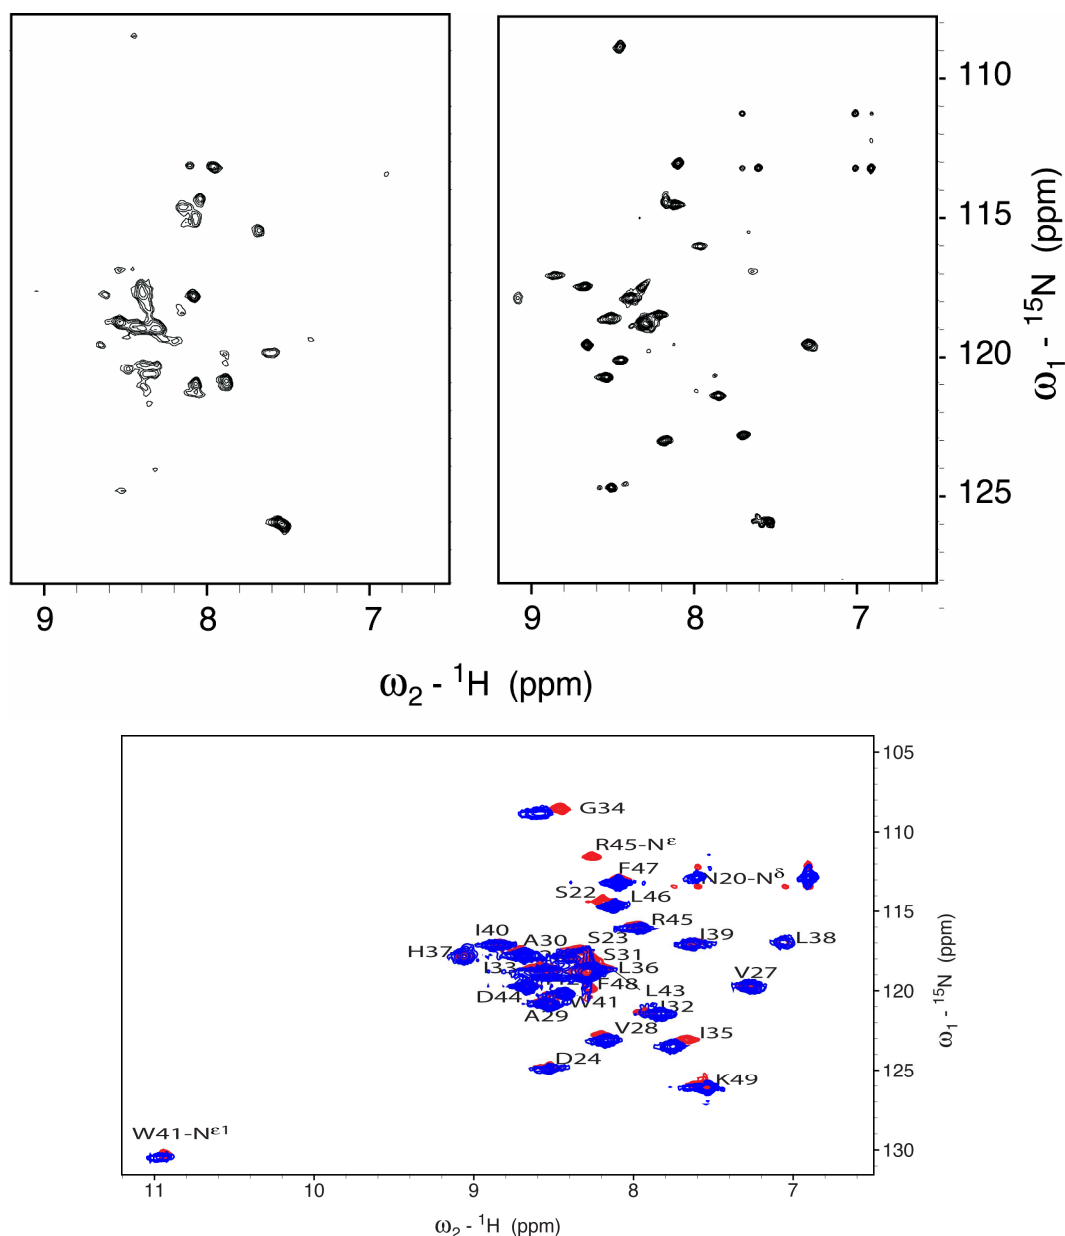 110
115
120
125
ω1 - 15N (ppm)
9 8 7
9 8 7
ω2 - 1H (ppm)
105
G34
110
R45-Nε
F47
N20-Nδ
S22
L46
115
R45
I40
A30
S23
I39
L38
H37
S31
I33
L36
V27
F48
L43
120
D44
W41
I32
A29
V28
I35
D24
125
K49
W41-Nε1
130
11 10 9 8 7
ω1 - 15N (ppm)
ω2 - 1H (ppm)